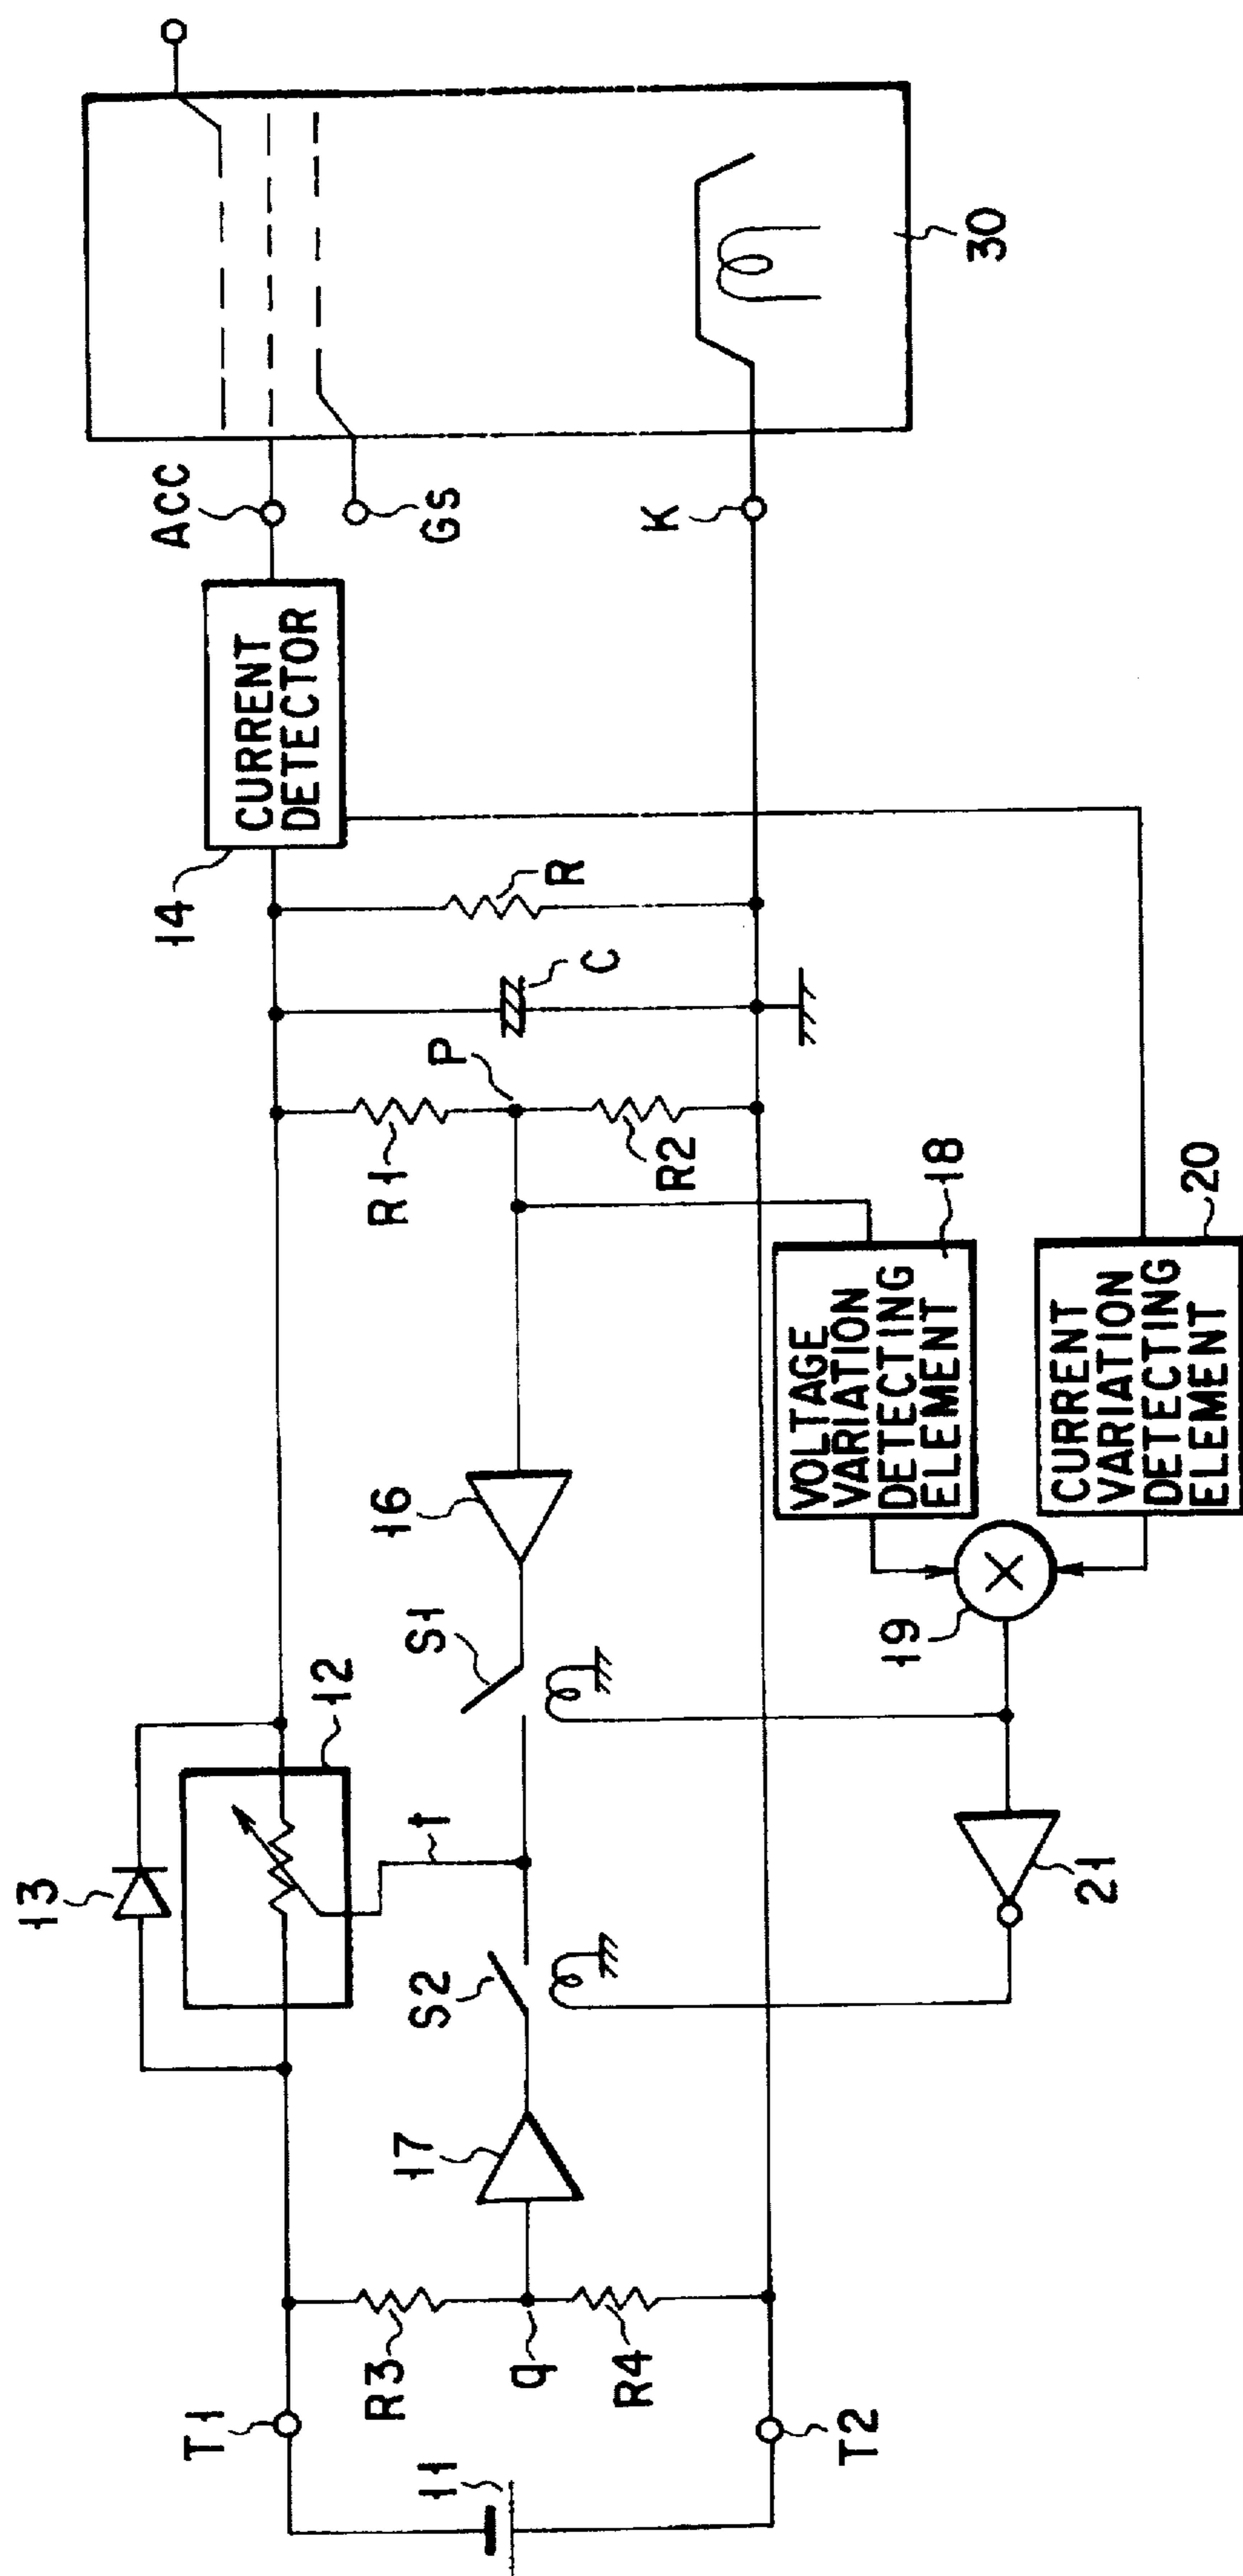 13
12
14
CURRENT
DETECTOR
ACC
GS
K
30
T1
11
T2
R3
q
R4
17
S2
t
S1
16
R1
P
R2
C
R
21
19
VOLTAGE
VARIATION
DETECTING
ELEMENT
18
CURRENT
VARIATION
DETECTING
ELEMENT
20